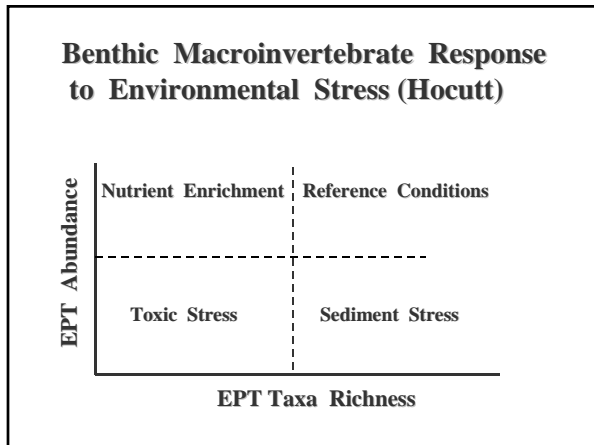 Benthic Macroinvertebrate Response
to Environmental Stress (Hocutt)
EPT Abundance
Nutrient Enrichment
Reference Conditions
Toxic Stress
Sediment Stress
EPT Taxa Richness